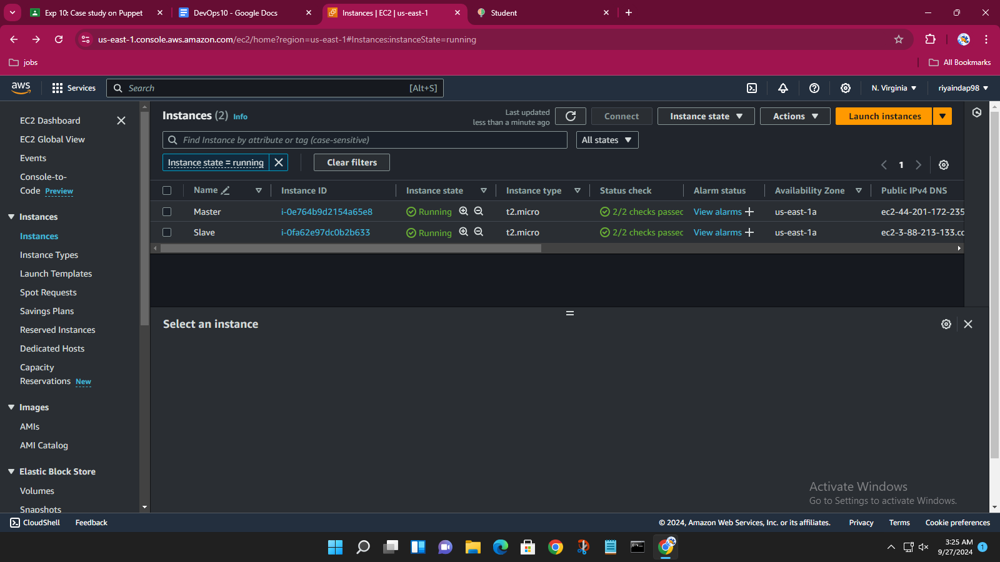 Exp 10: Case study on Puppet
DevOps10 - Google Docs
Instances | EC2 | us-east-1
Student
us-east-1.console.aws.amazon.com/ec2/home?region=us-east-1#Instances:instanceState=running
jobs
All Bookmarks
aws
Services
Search
[Alt+S]
N. Virginia
riyaindap98
EC2 Dashboard
EC2 Global View
Events
Console-to-
Code Preview
Instances
Instances
Instance Types
Launch Templates
Spot Requests
Savings Plans
Reserved Instances
Dedicated Hosts
Capacity
Reservations New
Images
AMIs
AMI Catalog
Elastic Block Store
Volumes
Snapshots
Instances (2) Info
Last updated
less than a minute ago
Connect
Instance state
Actions
Launch instances
Find Instance by attribute or tag (case-sensitive)
All states
Instance state = running
Clear filters
1
Name Instance ID Instance state Instance type Status check Alarm status Availability Zone Public IPv4 DNS
Master i-0e764b9d2154a65e8 Running t2.micro 2/2 checks passec View alarms us-east-1a ec2-44-201-172-235
Slave i-0fa62e97dc0b2b633 Running t2.micro 2/2 checks passec View alarms us-east-1a ec2-3-88-213-133.cc
Select an instance
Activate Windows
Go to Settings to activate Windows.
CloudShell
Feedback
© 2024, Amazon Web Services, Inc. or its affiliates.
Privacy
Terms
Cookie preferences
3:25 AM
9/27/2024
1